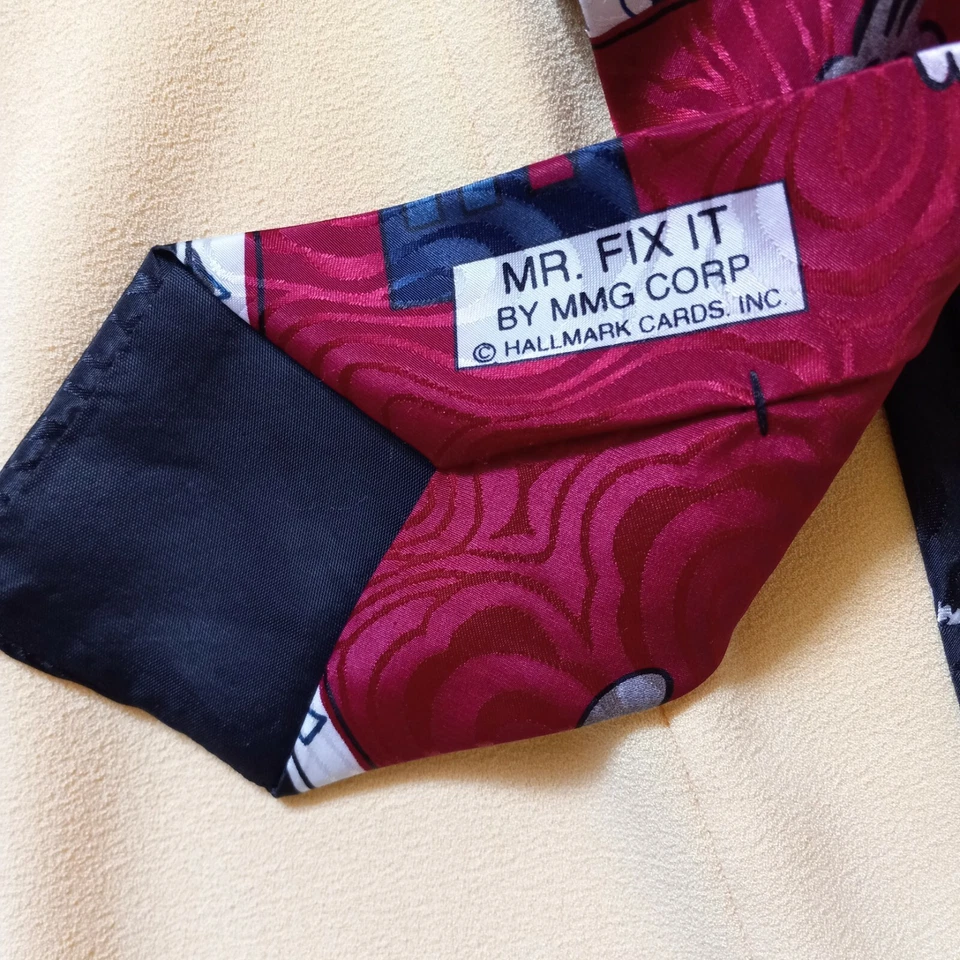 MR. FIX IT
BY MMG CORP
© HALLMARK CARDS, INC.